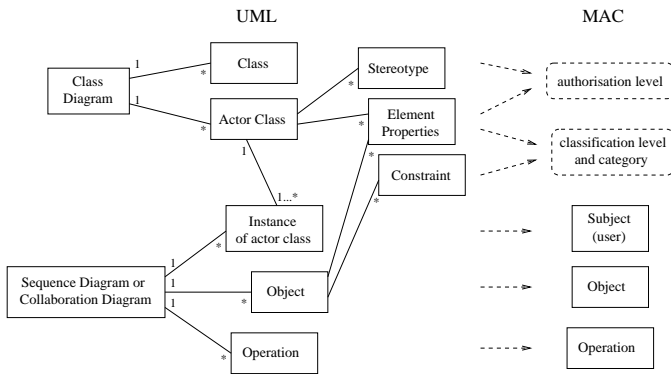 UML
MAC
Class
Diagram
1
1
*
*
Class
Actor Class
Stereotype
*
Element
Properties
*
*
Constraint
*
authorisation level
classification level
and category
1
1...*
Instance
of actor class
*
Subject
(user)
Sequence Diagram or
Collaboration Diagram
1
1
1
*
Object
Object
*
Operation
Operation